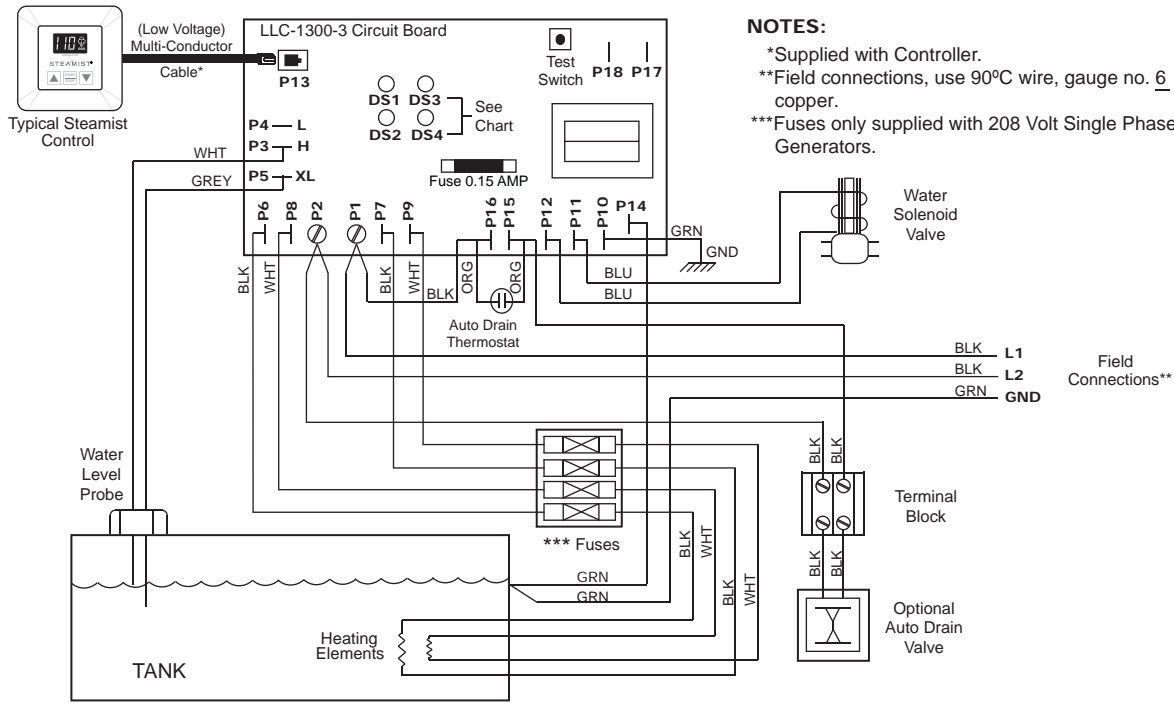 110
STEAMIST
Typical Steamist
Control
(Low Voltage)
Multi-Conductor
Cable*
LLC-1300-3 Circuit Board
P13
DS1
DS3
DS2
DS4
See
Chart
Test
Switch
P18
P17
P4
L
P3
H
P5
XL
Fuse 0.15 AMP
WHT
GREY
P6
P8
P2
P1
P7
P9
P16
P15
P12
P11
P10
P14
NOTES:
*Supplied with Controller.
**Field connections, use 90ºC wire, gauge no. 6
copper.
***Fuses only supplied with 208 Volt Single Phase
Generators.
Water
Solenoid
Valve
GRN
GND
BLK
WHT
BLK
WHT
BLK
ORG
ORG
BLU
BLU
Auto Drain
Thermostat
BLK
L1
BLK
L2
GRN
GND
Field
Connections**
BLK
BLK
Terminal
Block
BLK
BLK
Optional
Auto Drain
Valve
*** Fuses
BLK
WHT
BLK
WHT
GRN
GRN
Water
Level
Probe
Heating
Elements
TANK